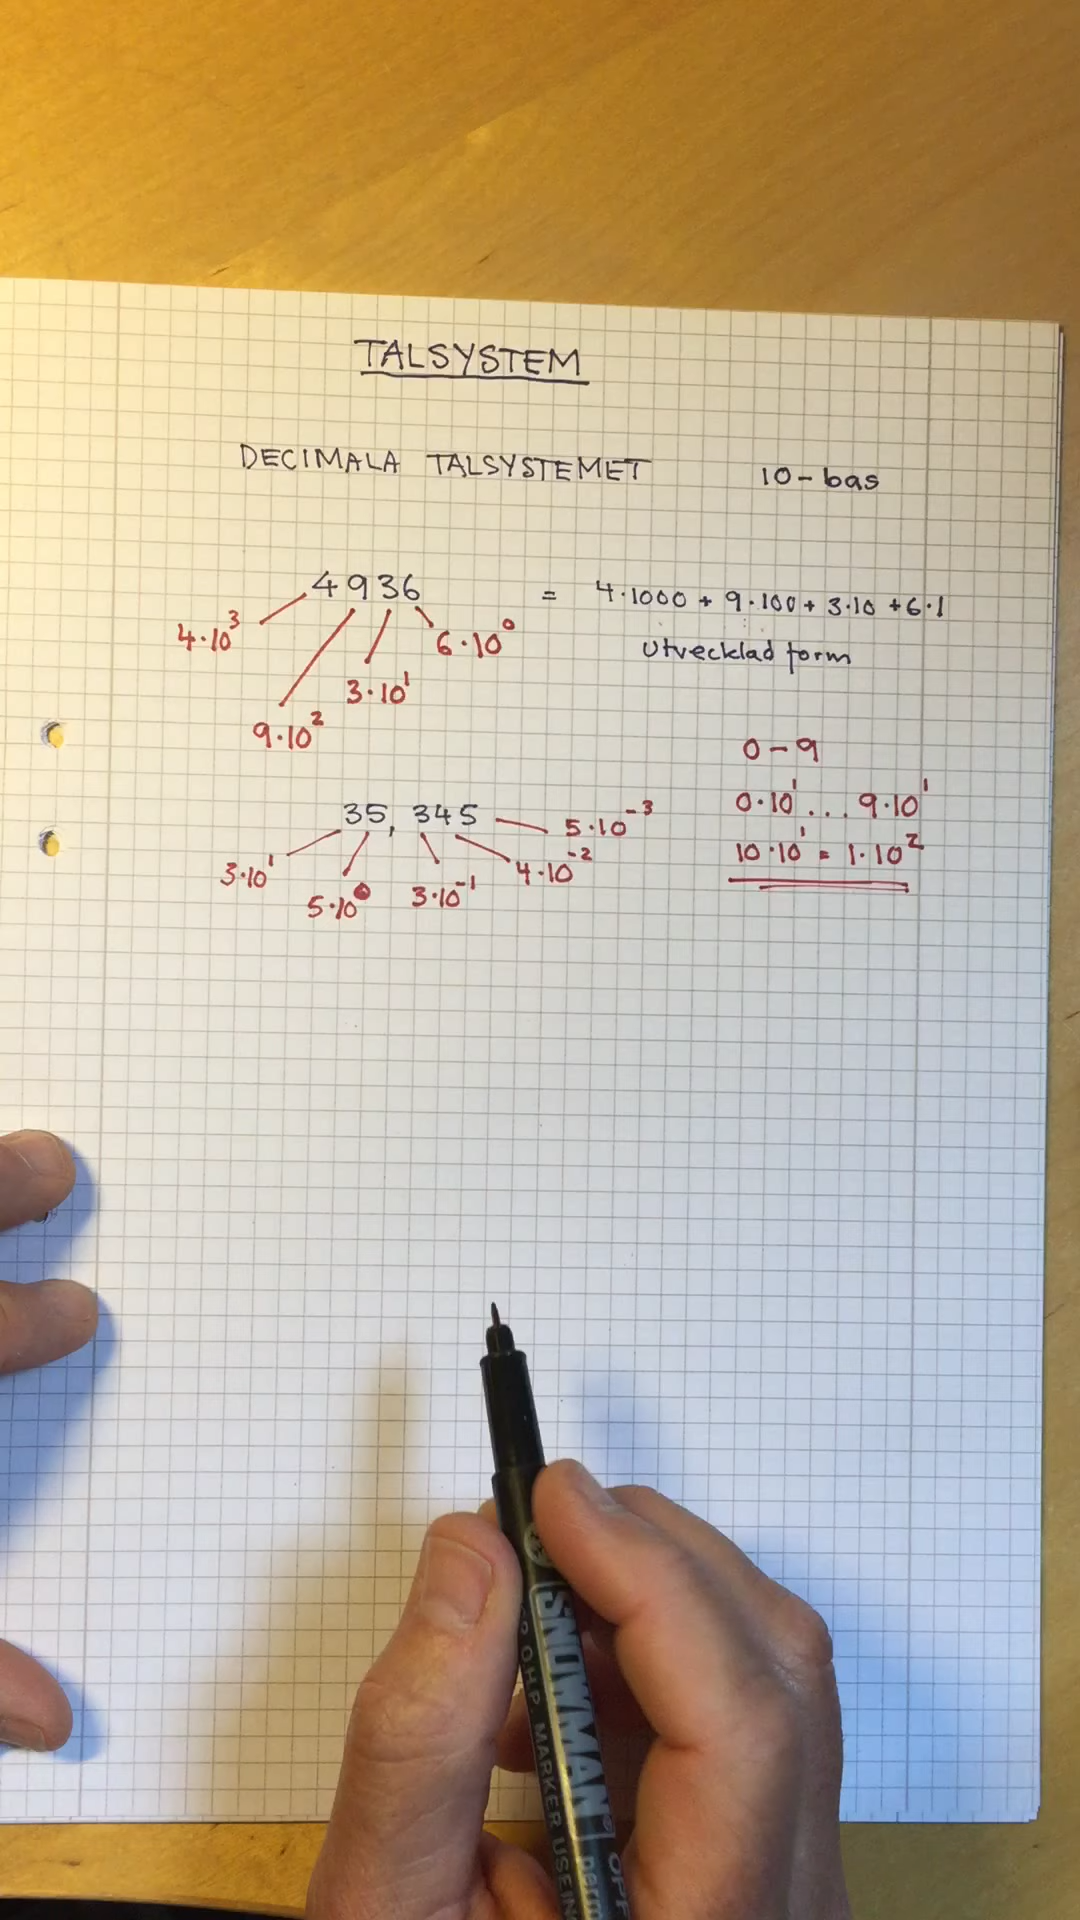 TALSYSTEM
DECIMALA TALSYSTEMET 10-bas
4936 = 4·1000 + 9·100 + 3·10 + 6·1
4·10³ 6·10⁰ Utvecklad form
3·10¹
9·10²
0-9
35,345 5·10⁻³ 0·10¹... 9·10¹
3·10¹ 4·10⁻² 10·10¹ = 1·10²
5·10 3·10⁻¹
SNOWMAN
O.H.P. MARKER